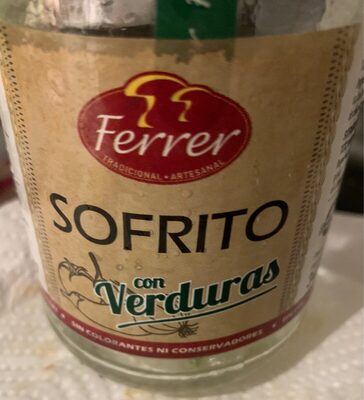 Ferrer
TRADICIONAL • ARTESANAL
SOFRITO
con
Verduras
SIN COLORANTES NI CONSERVADORES